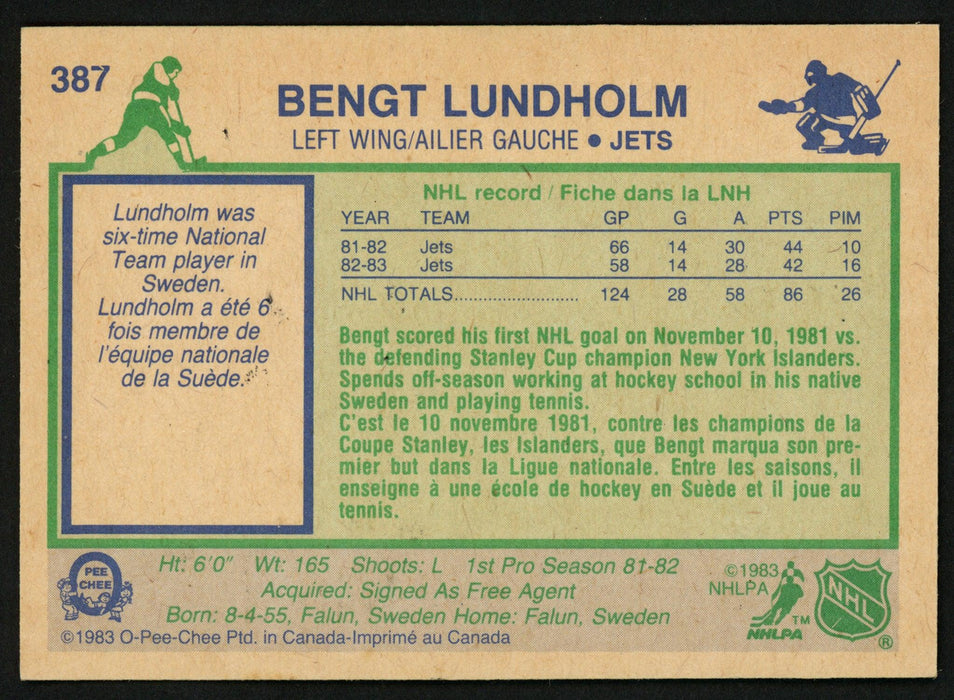 387
BENGT LUNDHOLM
LEFT WING/AILIER GAUCHE • JETS
Lundholm was
six-time National
Team player in
Sweden.
Lundholm a été 6
fois membre de
l'équipe nationale
de la Suède.
NHL record / Fiche dans la LNH
YEAR TEAM GP G A PTS PIM
81-82 Jets 66 14 30 44 10
82-83 Jets 58 14 28 42 16
NHL TOTALS............................ 124 28 58 86 26
Bengt scored his first NHL goal on November 10, 1981 vs.
the defending Stanley Cup champion New York Islanders.
Spends off-season working at hockey school in his native
Sweden and playing tennis.
C'est le 10 novembre 1981, contre les champions de la
Coupe Stanley, les Islanders, que Bengt marqua son pre-
mier but dans la Ligue nationale. Entre les saisons, il
enseigne à une école de hockey en Suède et il joue au
tennis.
O
PEE
CHEE
Ht: 6'0" Wt: 165 Shoots: L 1st Pro Season 81-82
Acquired: Signed As Free Agent
Born: 8-4-55, Falun, Sweden Home: Falun, Sweden
©1983 O-Pee-Chee Ptd. in Canada-Imprimé au Canada
©1983
NHLPA
TM
NHLPA
NHL
®